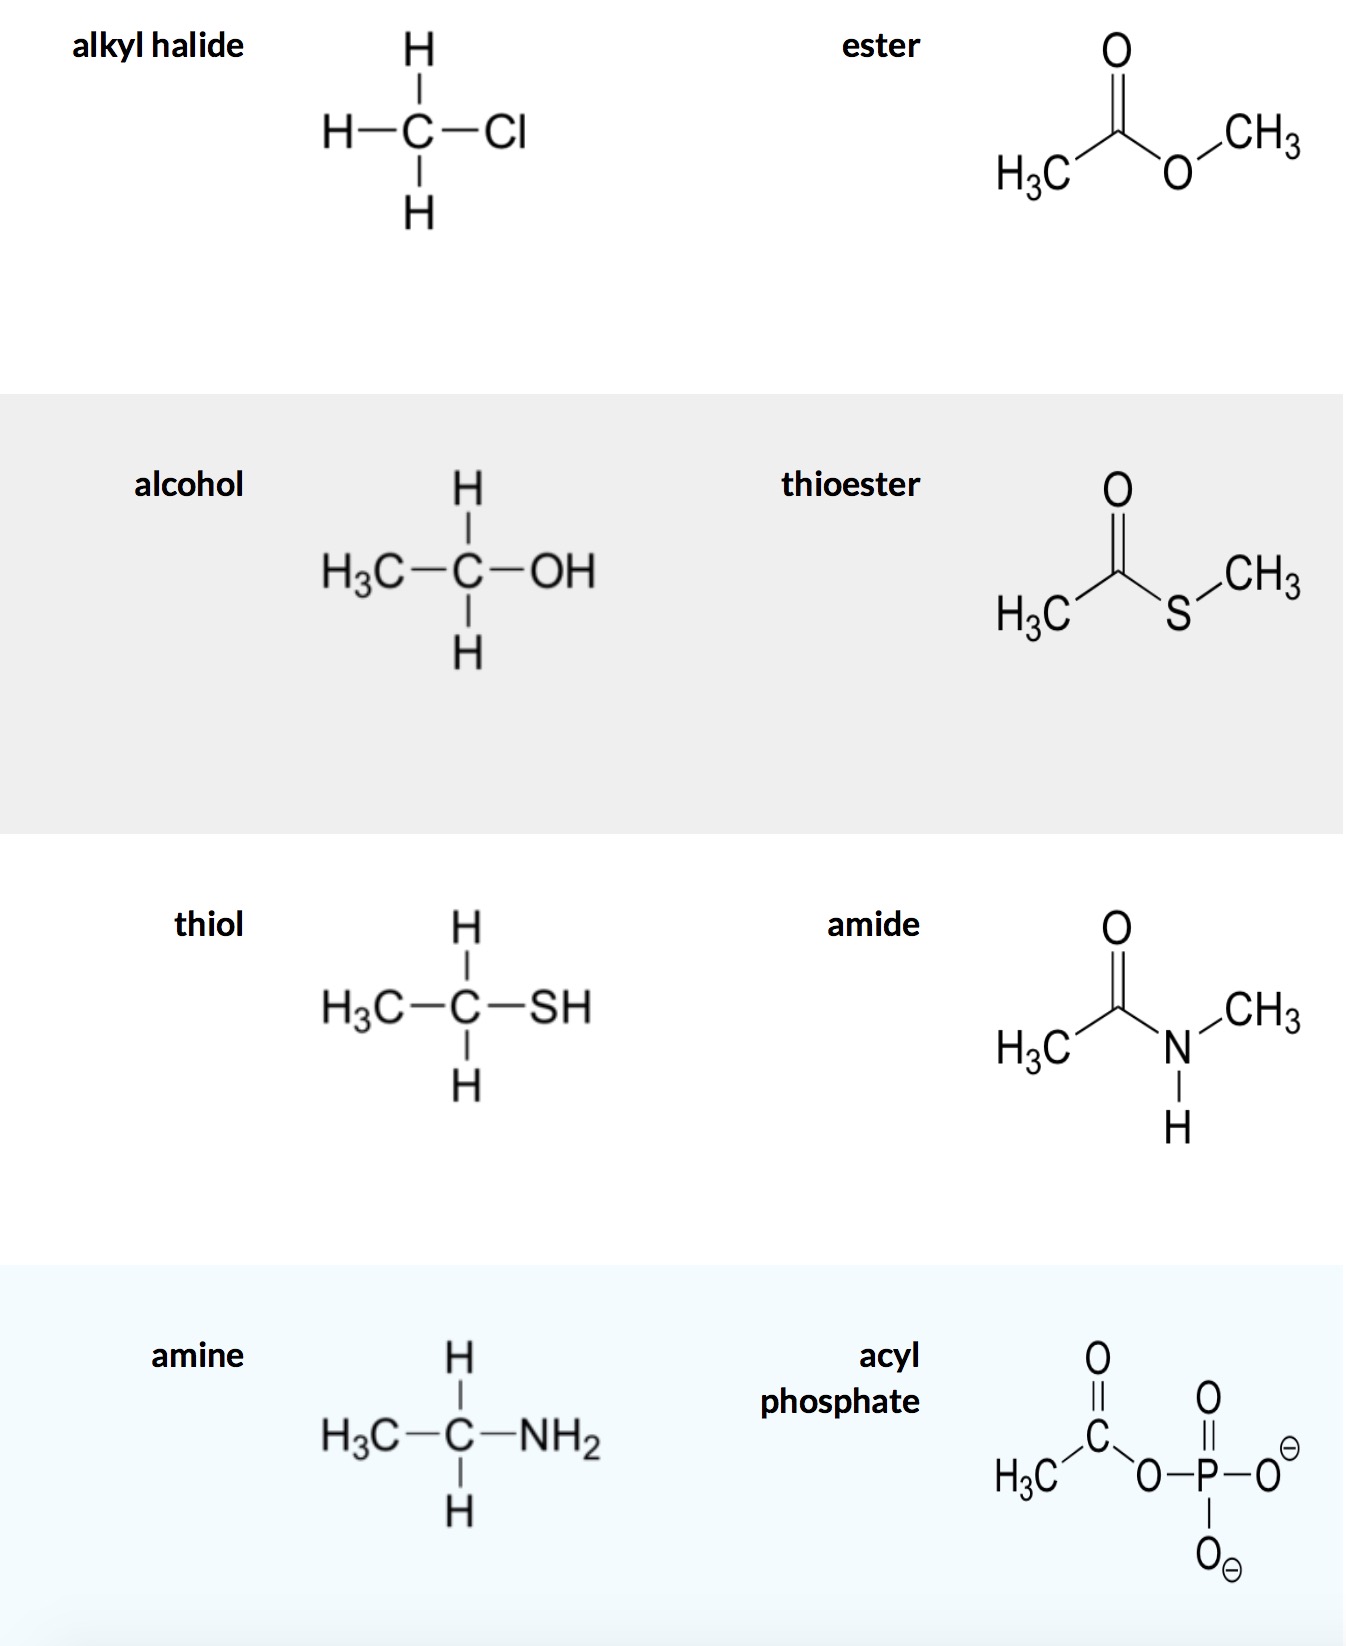 alkyl halide
H
H–C–Cl
H
ester
O
H3C O CH3
alcohol
H
H3C–C–OH
H
thioester
O
H3C S CH3
thiol
H
H3C–C–SH
H
amide
O
H3C N CH3
H
amine
H
H3C–C–NH2
H
acyl
phosphate
O
O
C
H3C O–P–O⊖
O⊖